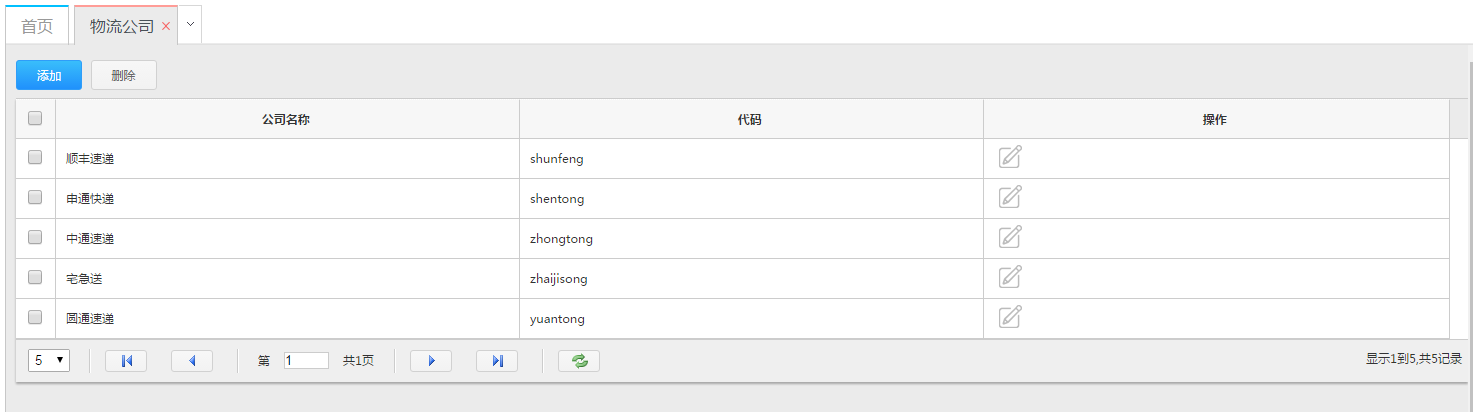 首页 物流公司
添加 删除
公司名称 代码 操作
顺丰速递 shunfeng
申通快递 shentong
中通速递 zhongtong
宅急送 zhaijisong
圆通速递 yuantong
5 第 1 共1页 显示1到5,共5记录